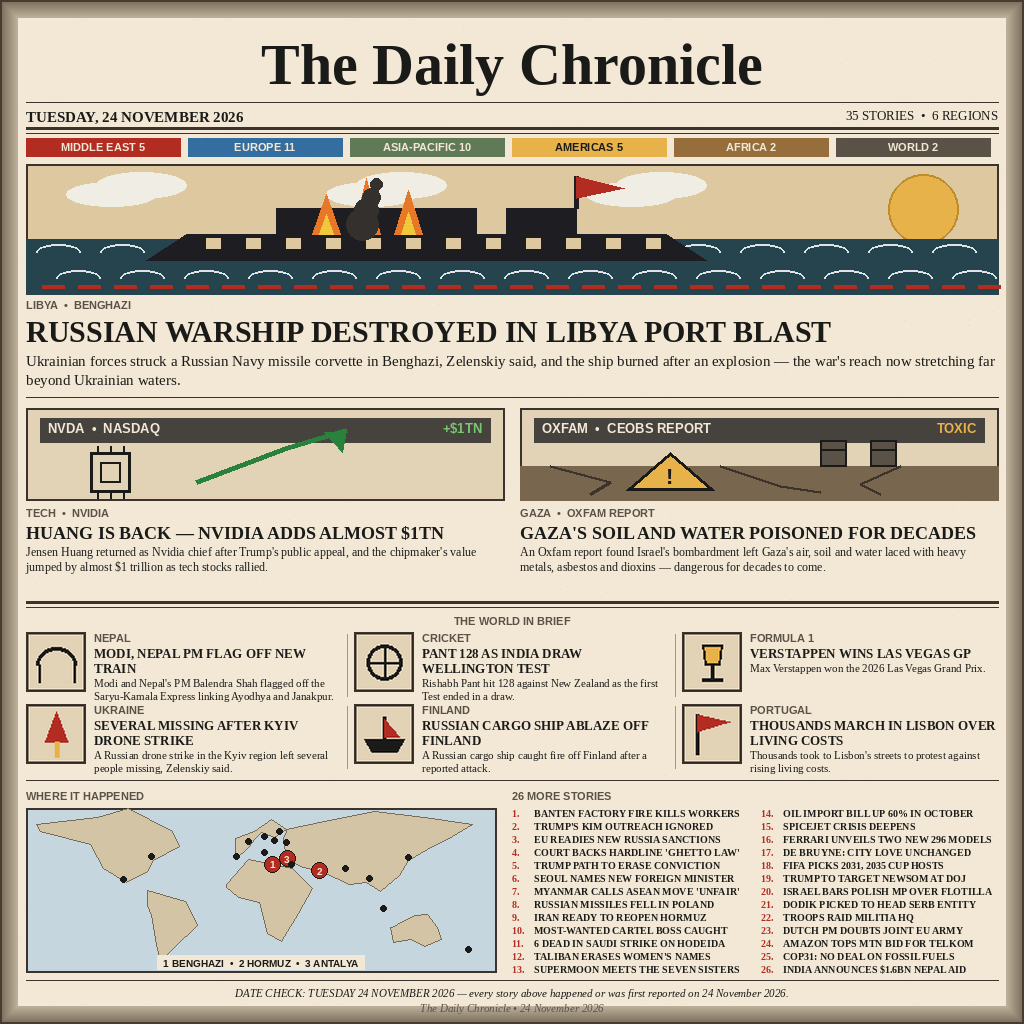 The Daily Chronicle
TUESDAY, 24 NOVEMBER 2026
35 STORIES • 6 REGIONS
MIDDLE EAST 5
EUROPE 11
ASIA-PACIFIC 10
AMERICAS 5
AFRICA 2
WORLD 2
LIBYA • BENGHAZI
RUSSIAN WARSHIP DESTROYED IN LIBYA PORT BLAST
Ukrainian forces struck a Russian Navy missile corvette in Benghazi, Zelenskiy said, and the ship burned after an explosion — the war's reach now stretching far
beyond Ukrainian waters.
NVDA • NASDAQ
+$1TN
TECH • NVIDIA
HUANG IS BACK — NVIDIA ADDS ALMOST $1TN
Jensen Huang returned as Nvidia chief after Trump's public appeal, and the chipmaker's value
jumped by almost $1 trillion as tech stocks rallied.
OXFAM • CEOBS REPORT
TOXIC
!
GAZA • OXFAM REPORT
GAZA'S SOIL AND WATER POISONED FOR DECADES
An Oxfam report found Israel's bombardment left Gaza's air, soil and water laced with heavy
metals, asbestos and dioxins — dangerous for decades to come.
THE WORLD IN BRIEF
NEPAL
MODI, NEPAL PM FLAG OFF NEW
TRAIN
Modi and Nepal's PM Balendra Shah flagged off the
Saryu-Kamala Express linking Ayodhya and Janakpur.
CRICKET
PANT 128 AS INDIA DRAW
WELLINGTON TEST
Rishabh Pant hit 128 against New Zealand as the first
Test ended in a draw.
FORMULA 1
VERSTAPPEN WINS LAS VEGAS GP
Max Verstappen won the 2026 Las Vegas Grand Prix.
UKRAINE
SEVERAL MISSING AFTER KYIV
DRONE STRIKE
A Russian drone strike in the Kyiv region left several
people missing, Zelenskiy said.
FINLAND
RUSSIAN CARGO SHIP ABLAZE OFF
FINLAND
A Russian cargo ship caught fire off Finland after a
reported attack.
PORTUGAL
THOUSANDS MARCH IN LISBON OVER
LIVING COSTS
Thousands took to Lisbon's streets to protest against
rising living costs.
WHERE IT HAPPENED
1
3
2
1 BENGHAZI • 2 HORMUZ • 3 ANTALYA
26 MORE STORIES
1. BANTEN FACTORY FIRE KILLS WORKERS
2. TRUMP'S KIM OUTREACH IGNORED
3. EU READIES NEW RUSSIA SANCTIONS
4. COURT BACKS HARDLINE 'GHETTO LAW'
5. TRUMP PATH TO ERASE CONVICTION
6. SEOUL NAMES NEW FOREIGN MINISTER
7. MYANMAR CALLS ASEAN MOVE 'UNFAIR'
8. RUSSIAN MISSILES FELL IN POLAND
9. IRAN READY TO REOPEN HORMUZ
10. MOST-WANTED CARTEL BOSS CAUGHT
11. 6 DEAD IN SAUDI STRIKE ON HODEIDA
12. TALIBAN ERASES WOMEN'S NAMES
13. SUPERMOON MEETS THE SEVEN SISTERS
14. OIL IMPORT BILL UP 60% IN OCTOBER
15. SPICEJET CRISIS DEEPENS
16. FERRARI UNVEILS TWO NEW 296 MODELS
17. DE BRUYNE: CITY LOVE UNCHANGED
18. FIFA PICKS 2031, 2035 CUP HOSTS
19. TRUMP TO TARGET NEWSOM AT DOJ
20. ISRAEL BARS POLISH MP OVER FLOTILLA
21. DODIK PICKED TO HEAD SERB ENTITY
22. TROOPS RAID MILITIA HQ
23. DUTCH PM DOUBTS JOINT EU ARMY
24. AMAZON TOPS MTN BID FOR TELKOM
25. COP31: NO DEAL ON FOSSIL FUELS
26. INDIA ANNOUNCES $1.6BN NEPAL AID
DATE CHECK: TUESDAY 24 NOVEMBER 2026 — every story above happened or was first reported on 24 November 2026.
The Daily Chronicle • 24 November 2026